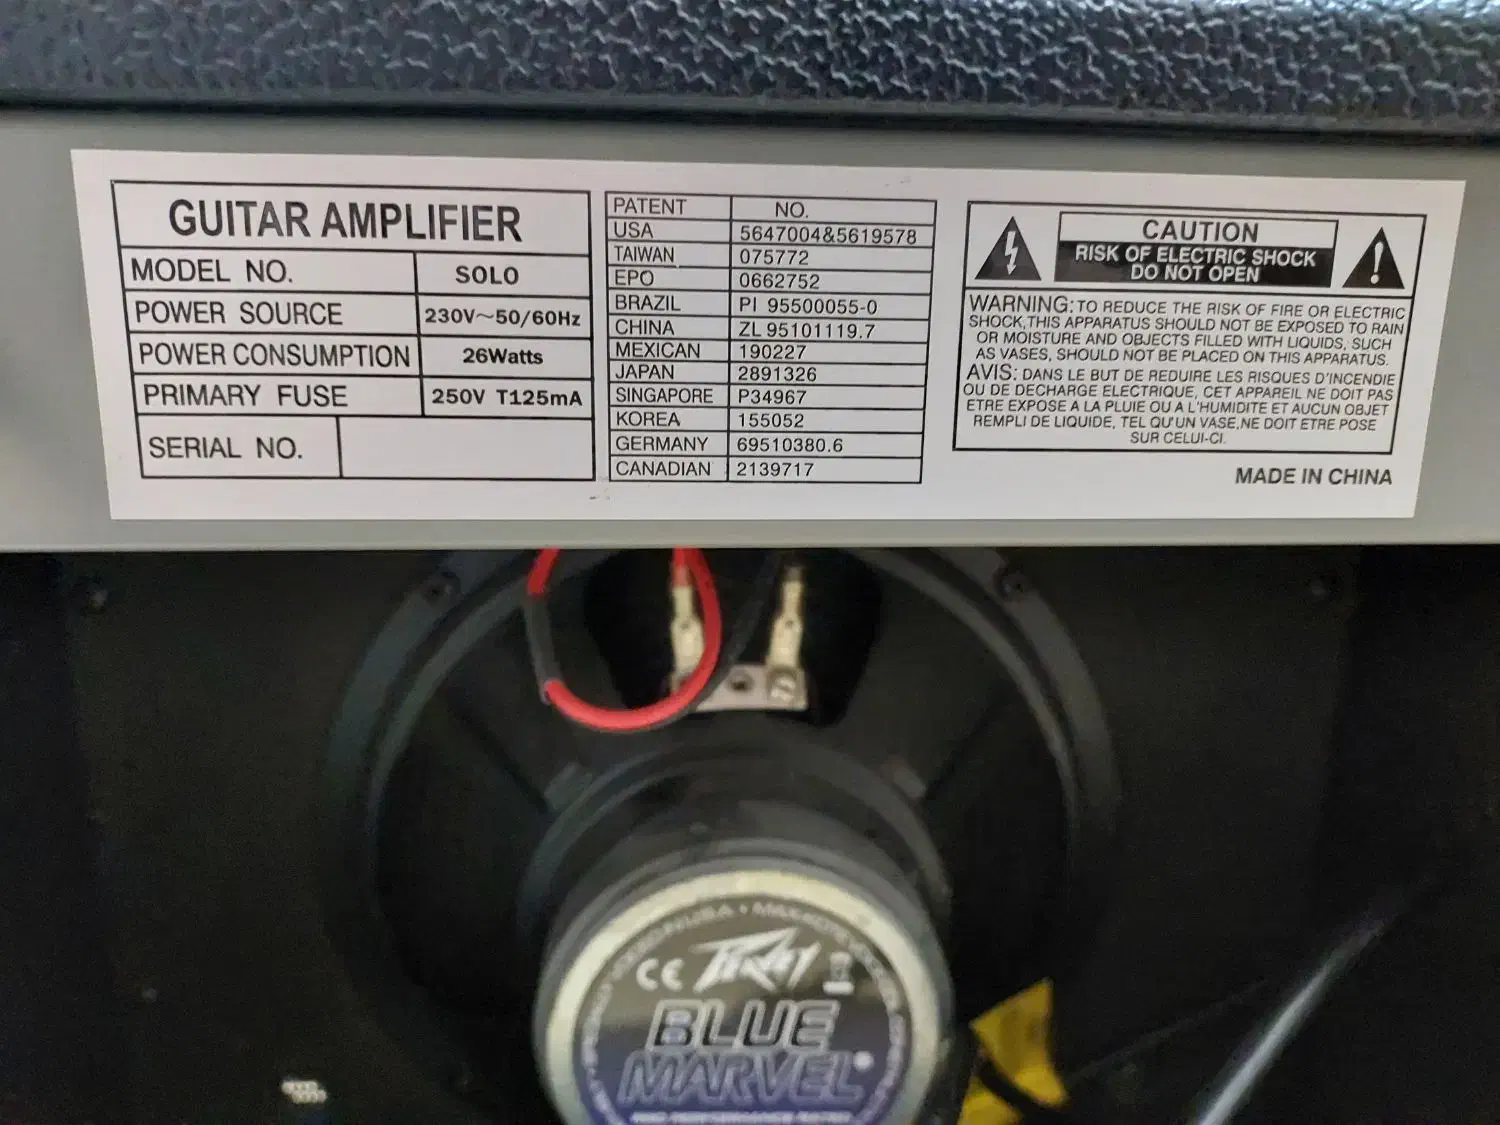 GUITAR AMPLIFIER
MODEL NO. SOLO
POWER SOURCE 230V~50/60Hz
POWER CONSUMPTION 26Watts
PRIMARY FUSE 250V T125mA
SERIAL NO.
PATENT NO.
USA 5647004&5619578
TAIWAN 075772
EPO 0662752
BRAZIL PI 95500055-0
CHINA ZL 95101119.7
MEXICAN 190227
JAPAN 2891326
SINGAPORE P34967
KOREA 155052
GERMANY 69510380.6
CANADIAN 2139717
CAUTION
RISK OF ELECTRIC SHOCK
DO NOT OPEN
WARNING: TO REDUCE THE RISK OF FIRE OR ELECTRIC
SHOCK,THIS APPARATUS SHOULD NOT BE EXPOSED TO RAIN
OR MOISTURE AND OBJECTS FILLED WITH LIQUIDS, SUCH
AS VASES, SHOULD NOT BE PLACED ON THIS APPARATUS.
AVIS: DANS LE BUT DE REDUIRE LES RISQUES D'INCENDIE
OU DE DECHARGE ELECTRIQUE, CET APPAREIL NE DOIT PAS
ETRE EXPOSE A LA PLUIE OU A L'HUMIDITE ET AUCUN OBJET
REMPLI DE LIQUIDE, TEL QU'UN VASE,NE DOIT ETRE POSE
SUR CELUI-CI.
MADE IN CHINA
CE PEAVEY
BLUE
MARVEL®